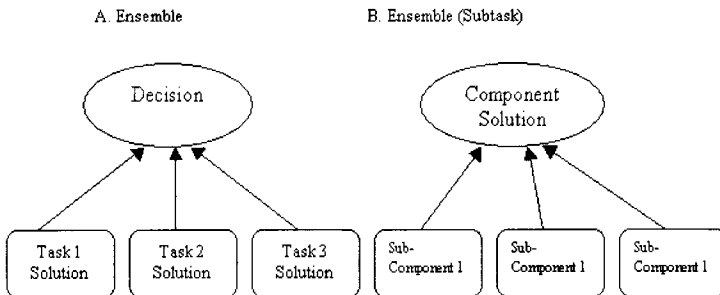 A. Ensemble
B. Ensemble (Subtask)
Decision
Component
Solution
Task 1
Solution
Task 2
Solution
Task 3
Solution
Sub-
Component 1
Sub-
Component 1
Sub-
Component 1